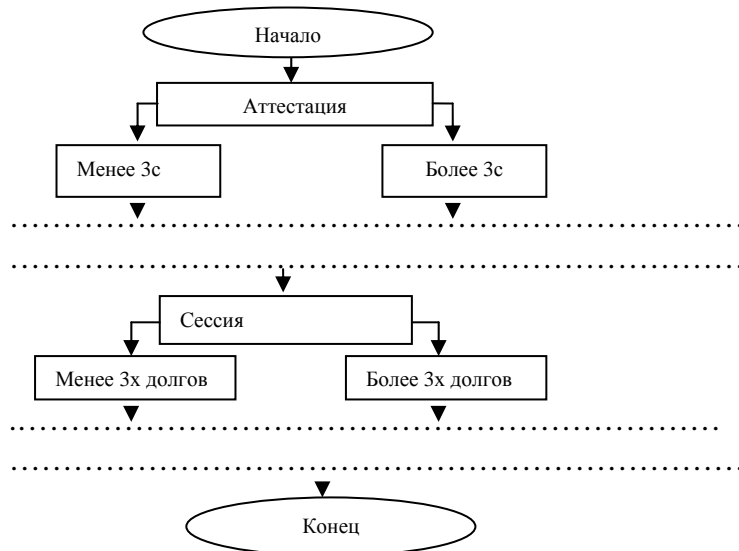 Начало
Аттестация
Менее 3с
Более 3с
Сессия
Менее 3х долгов
Более 3х долгов
Конец